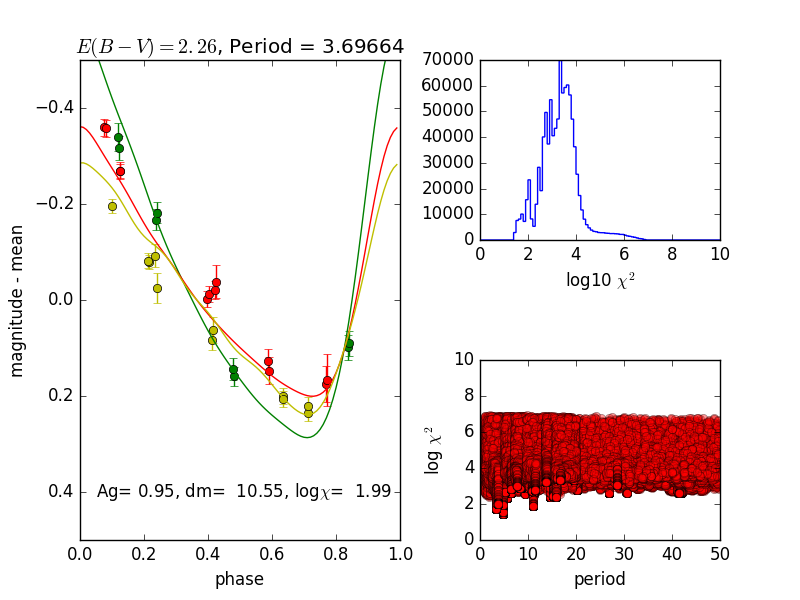 E(B − V) = 2.26, Period = 3.69664
magnitude - mean
−0.4
−0.2
0.0
0.2
0.4
Ag= 0.95, dm= 10.55, logχ= 1.99
0.0 0.2 0.4 0.6 0.8 1.0
phase
70000
60000
50000
40000
30000
20000
10000
0
0 2 4 6 8 10
log10 χ²
log χ²
10
8
6
4
2
0
0 10 20 30 40 50
period